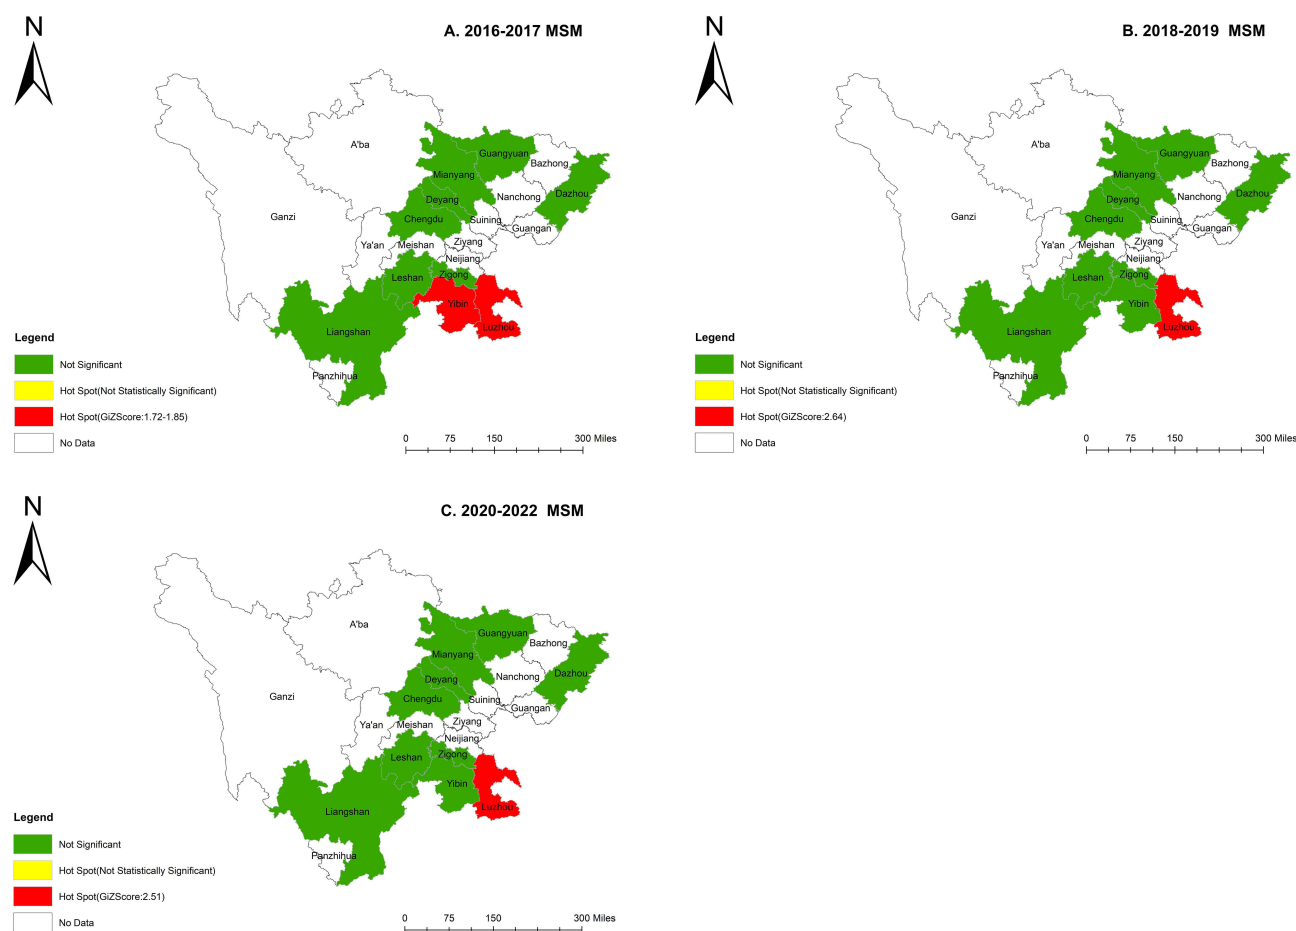 N
A. 2016-2017 MSM
A'ba
Guangyuan
Bazhong
Mianyang
Dazhou
Nanchong
Deyang
Ganzi
Chengdu
Suining
Guangan
Ya'an
Meishan
Ziyang
Neijiang
Leshan
Zigong
Yibin
Luzhou
Liangshan
Panzhihua
Legend
Not Significant
Hot Spot(Not Statistically Significant)
Hot Spot(GiZScore:1.72-1.85)
No Data
0 75 150 300 Miles
N
B. 2018-2019 MSM
A'ba
Guangyuan
Bazhong
Mianyang
Dazhou
Nanchong
Deyang
Ganzi
Chengdu
Suining
Guangan
Ya'an
Meishan
Ziyang
Neijiang
Leshan
Zigong
Yibin
Luzhou
Liangshan
Panzhihua
Legend
Not Significant
Hot Spot(Not Statistically Significant)
Hot Spot(GiZScore:2.64)
No Data
0 75 150 300 Miles
N
C. 2020-2022 MSM
A'ba
Guangyuan
Bazhong
Mianyang
Dazhou
Nanchong
Deyang
Ganzi
Chengdu
Suining
Guangan
Ya'an
Meishan
Ziyang
Neijiang
Leshan
Zigong
Yibin
Luzhou
Liangshan
Panzhihua
Legend
Not Significant
Hot Spot(Not Statistically Significant)
Hot Spot(GiZScore:2.51)
No Data
0 75 150 300 Miles